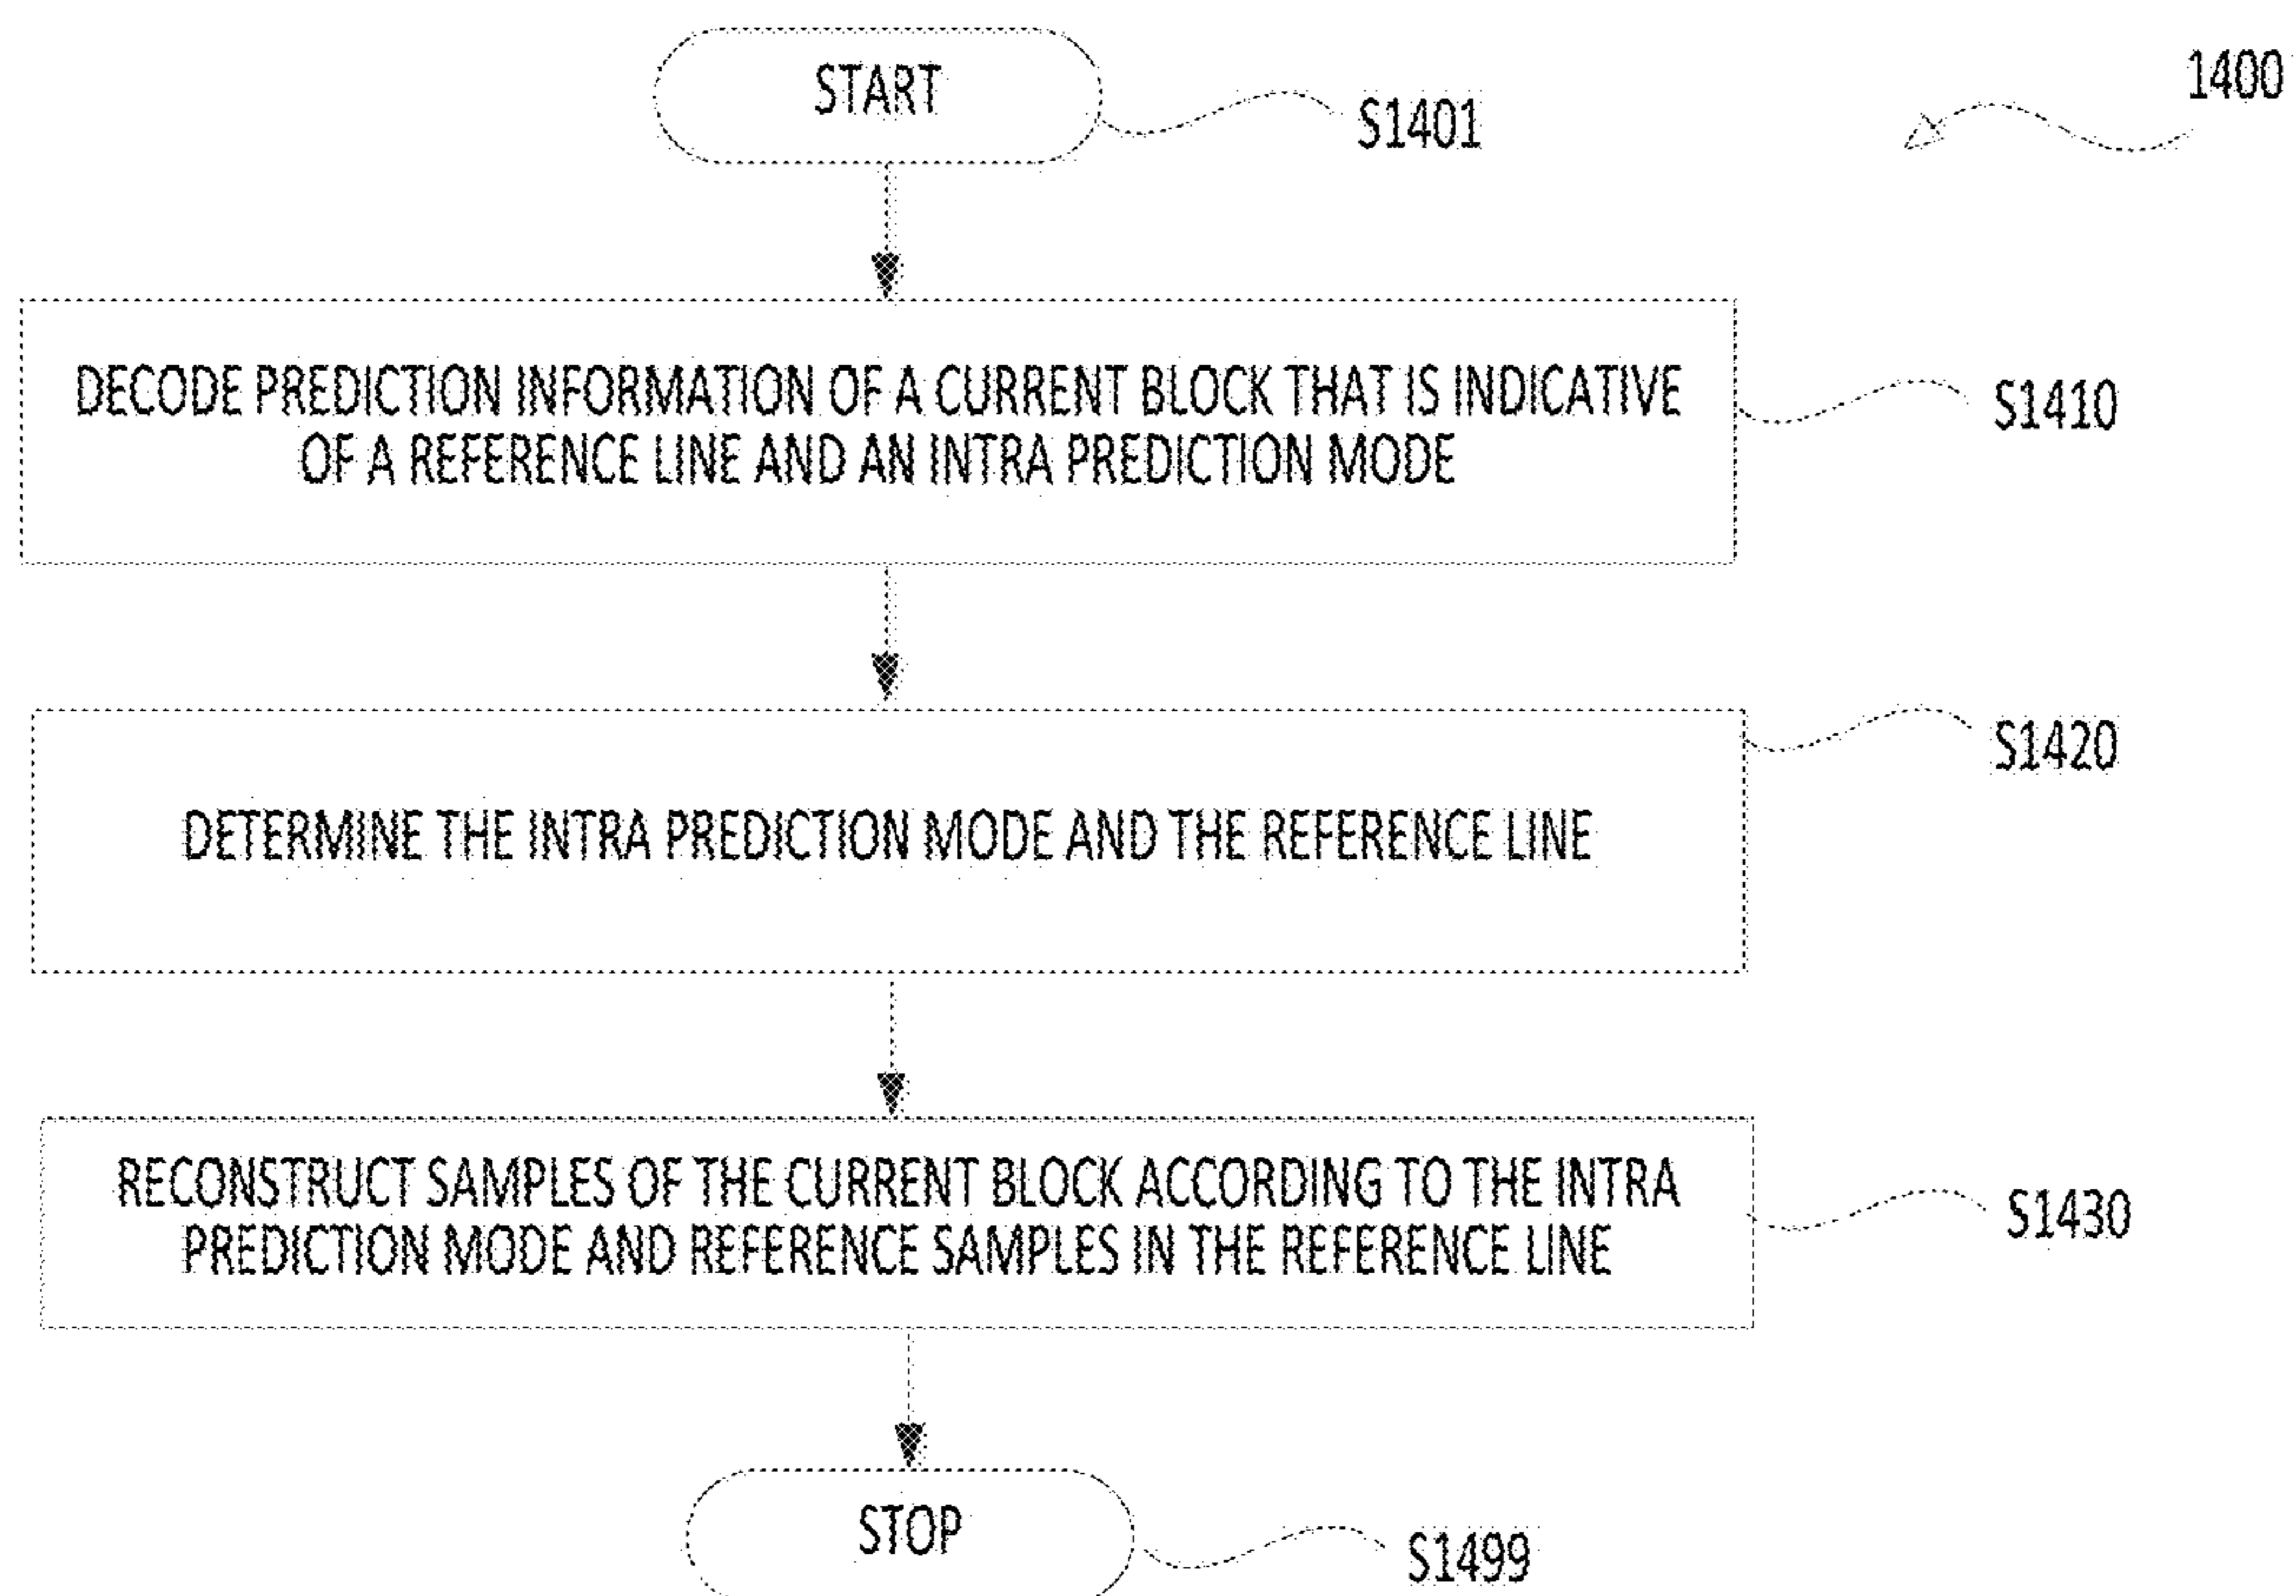 START
S1401
1400
DECODE PREDICTION INFORMATION OF A CURRENT BLOCK THAT IS INDICATIVE
OF A REFERENCE LINE AND AN INTRA PREDICTION MODE
S1410
DETERMINE THE INTRA PREDICTION MODE AND THE REFERENCE LINE
S1420
RECONSTRUCT SAMPLES OF THE CURRENT BLOCK ACCORDING TO THE INTRA
PREDICTION MODE AND REFERENCE SAMPLES IN THE REFERENCE LINE
S1430
STOP
S1499